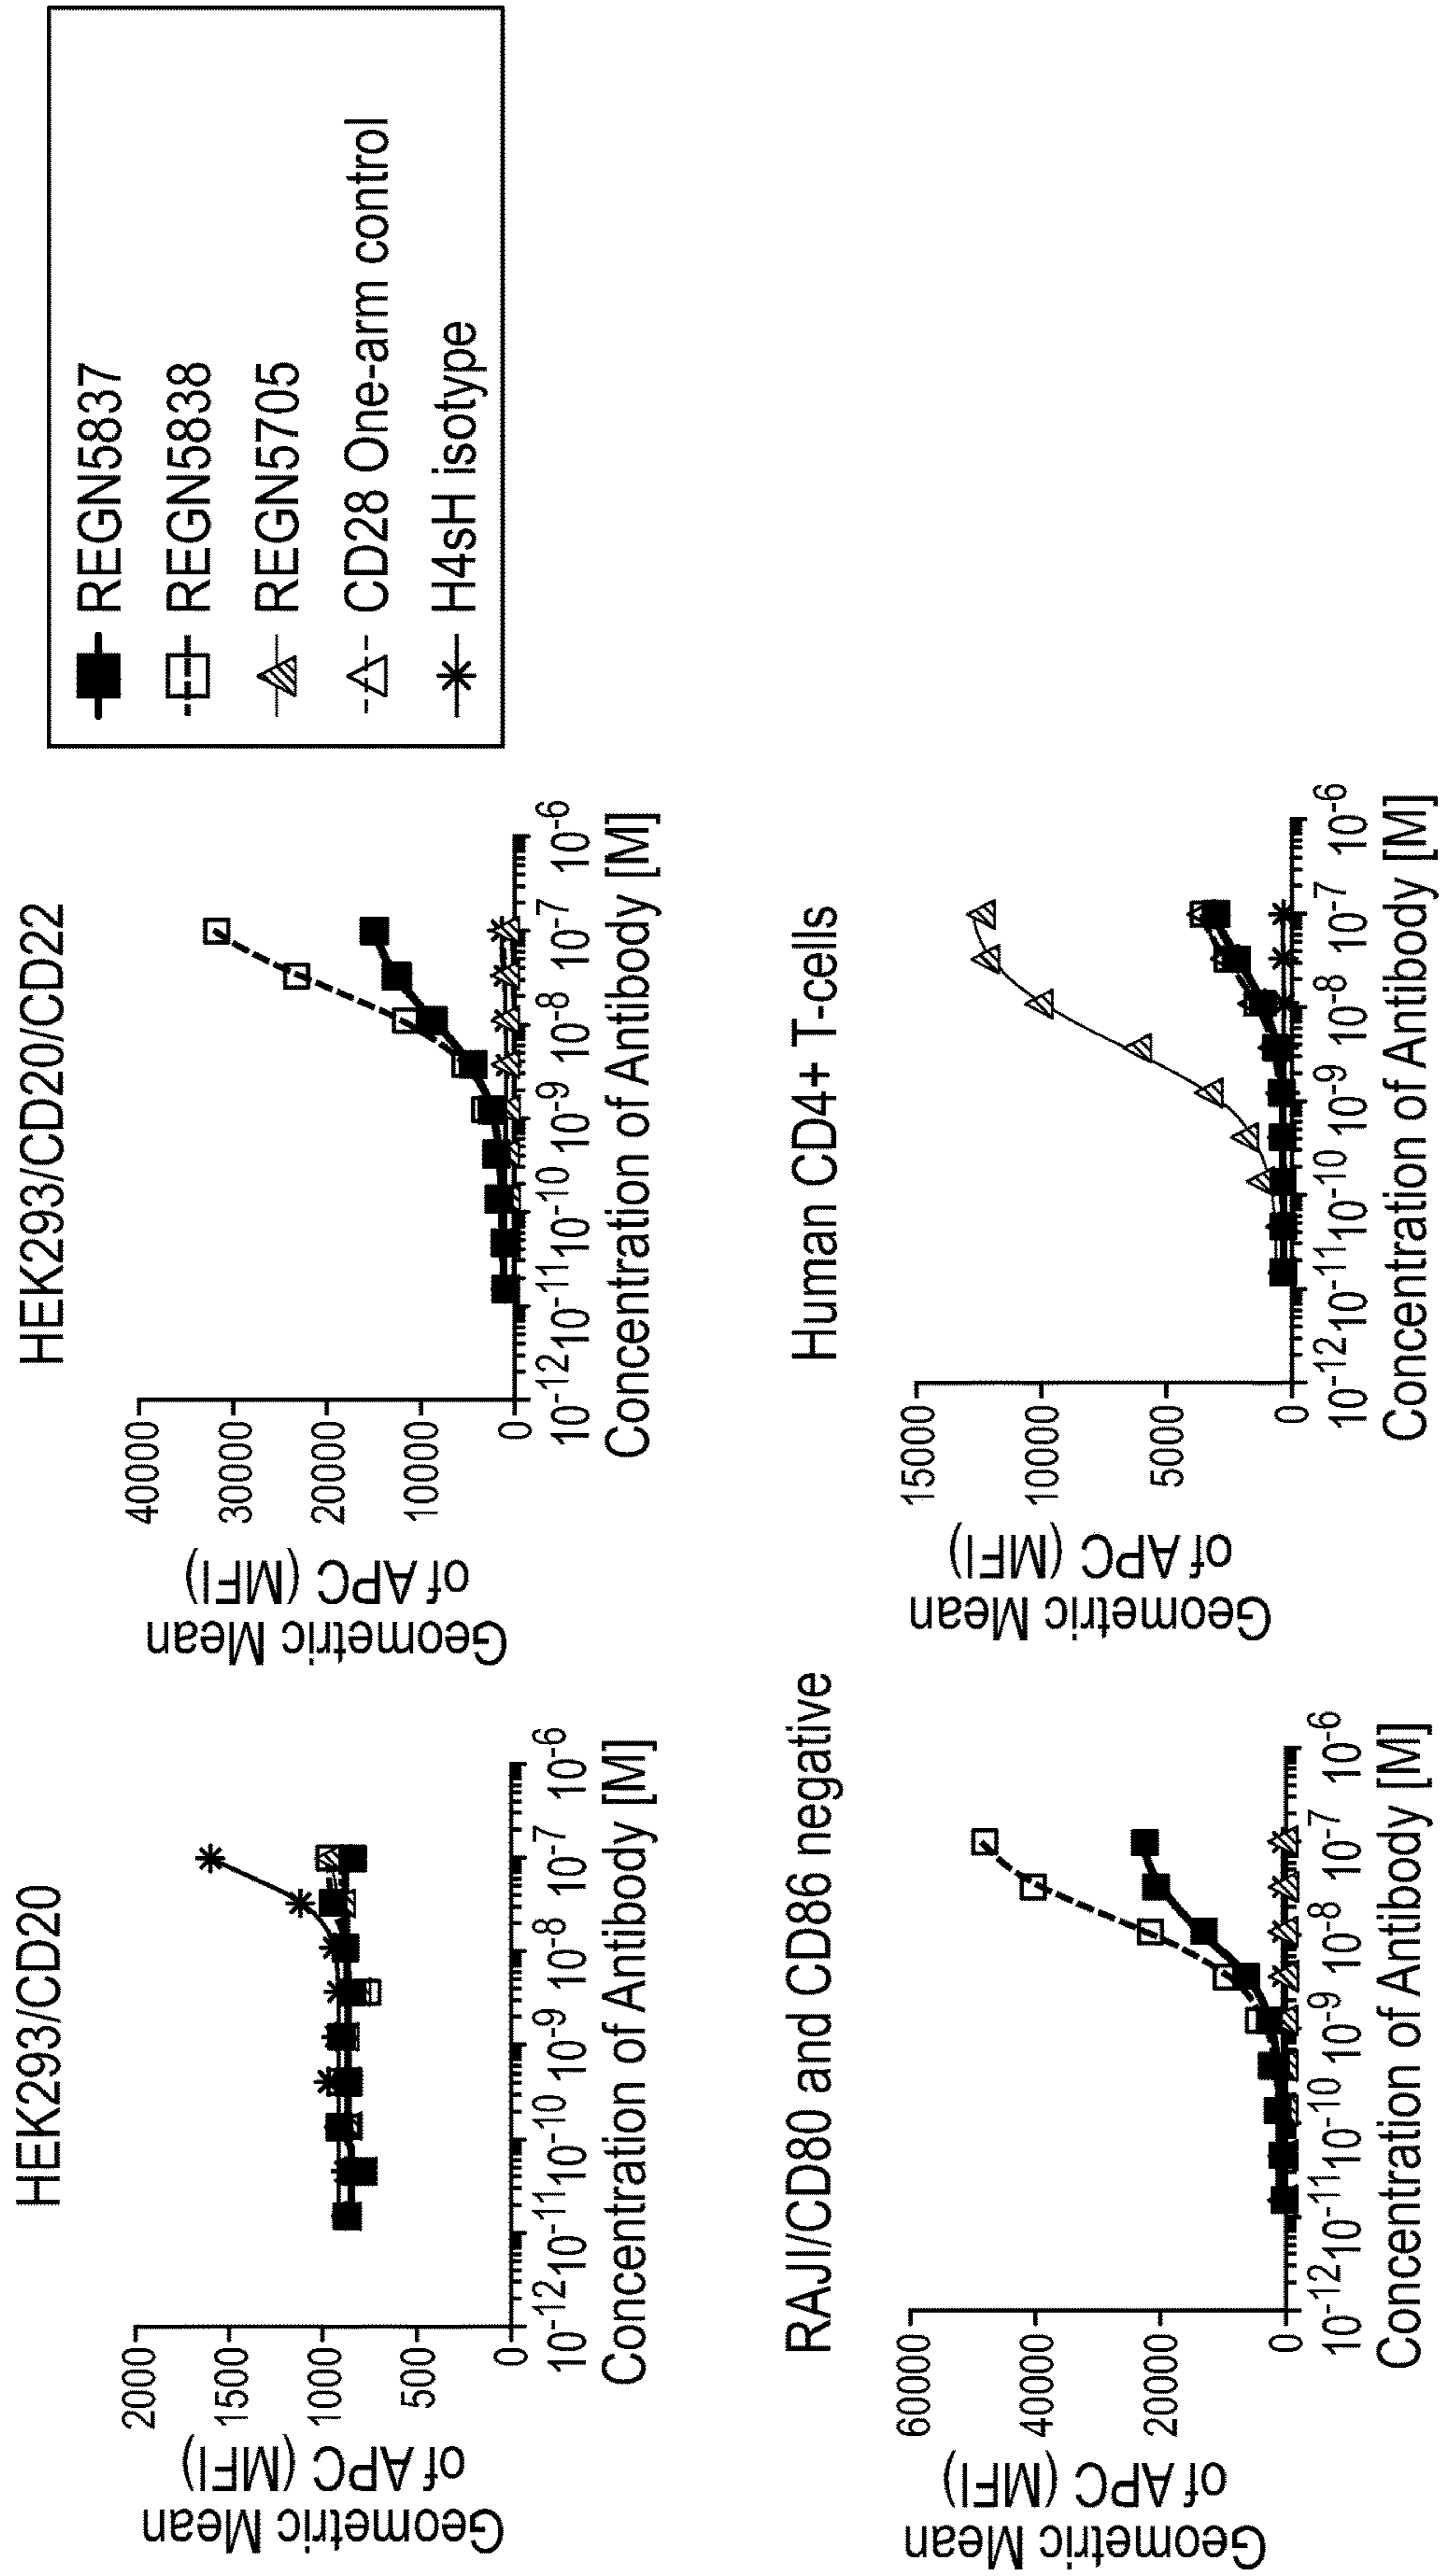 HEK293/CD20
Geometric Mean
of APC (MFI)
2000
1500
10000
500
0
10-12 10-11 10-10 10-9 10-8 10-7 10-6
Concentration of Antibody [M]
HEK293/CD20/CD22
Geometric Mean
of APC (MFI)
40000
30000
20000
10000
0
10-12 10-11 10-10 10-9 10-8 10-7 10-6
Concentration of Antibody [M]
REGN5837
REGN5838
REGN5705
CD28 One-arm control
H4sH isotype
RAJI/CD80 and CD86 negative
Geometric Mean
of APC (MFI)
60000
40000
20000
0
10-12 10-11 10-10 10-9 10-8 10-7 10-6
Concentration of Antibody [M]
Human CD4+ T-cells
Geometric Mean
of APC (MFI)
15000
10000
5000
0
10-12 10-11 10-10 10-9 10-8 10-7 10-6
Concentration of Antibody [M]